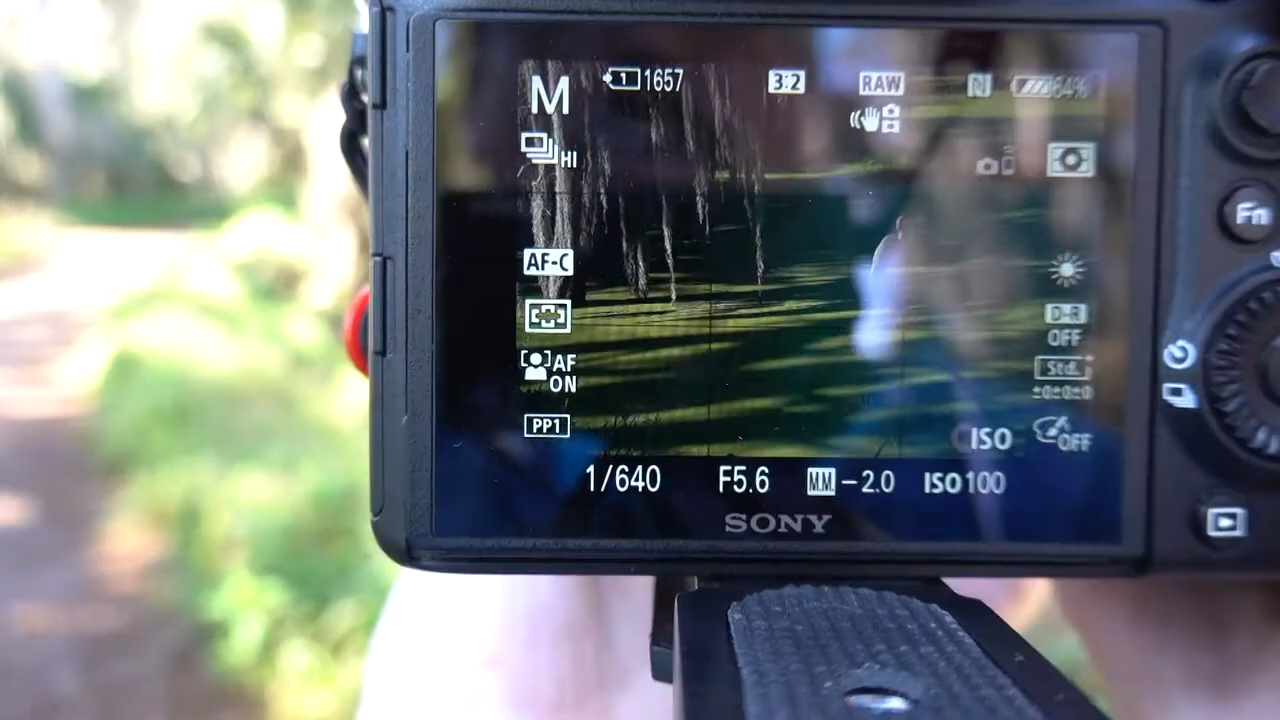 M 1 1657 3:2 RAW N 64%
HI
Fn
AF-C
D-R
OFF
AF
ON
Std.
±0±0±0
PP1
ISO OFF
1/640 F5.6 M.M. −2.0 ISO 100
SONY